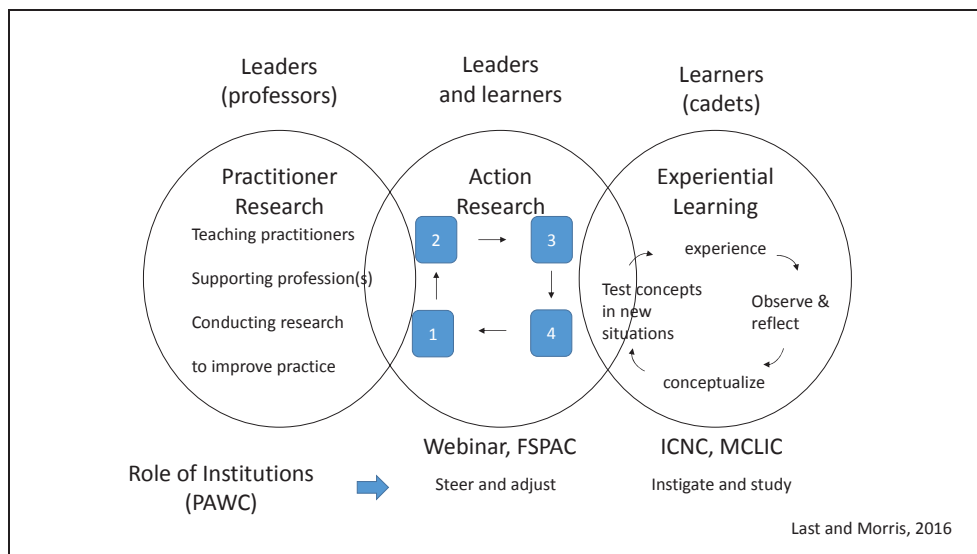 Leaders
(professors)
Leaders
and learners
Learners
(cadets)
Practitioner
Research
Teaching practitioners
Supporting profession(s)
Conducting research
to improve practice
Action
Research
2
3
1
4
Experiential
Learning
experience
Test concepts
in new
situations
Observe &
reflect
conceptualize
Webinar, FSPAC
Steer and adjust
ICNC, MCLIC
Instigate and study
Role of Institutions
(PAWC)
Last and Morris, 2016